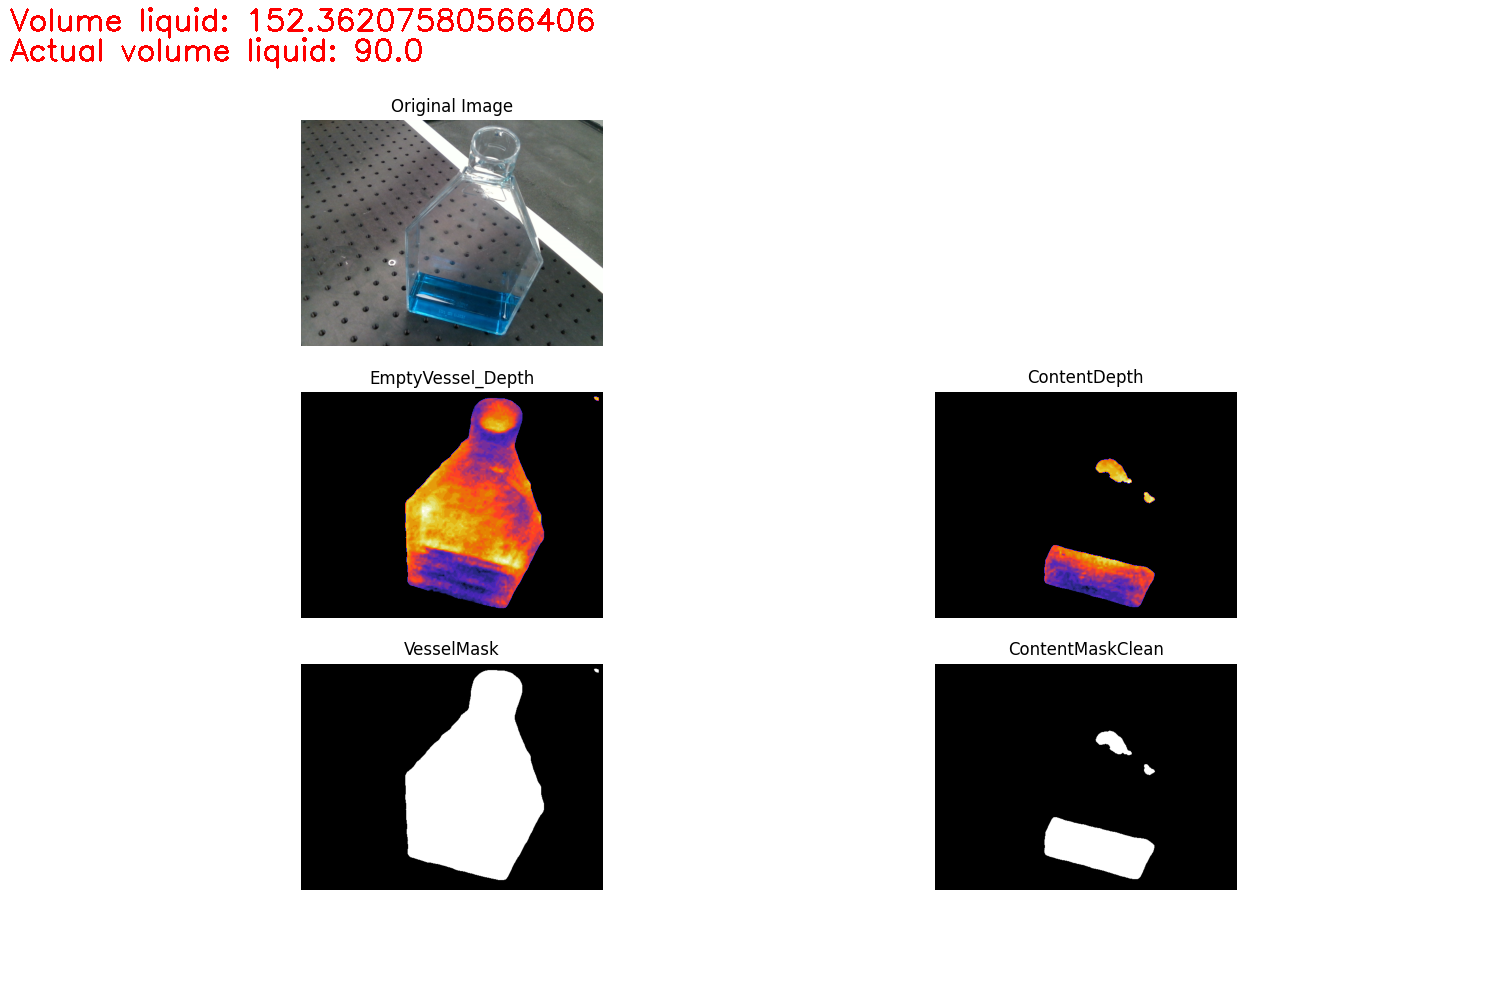 Volume liquid: 152.36207580566406
Actual volume liquid: 90.0
Original Image
EmptyVessel_Depth
ContentDepth
VesselMask
ContentMaskClean